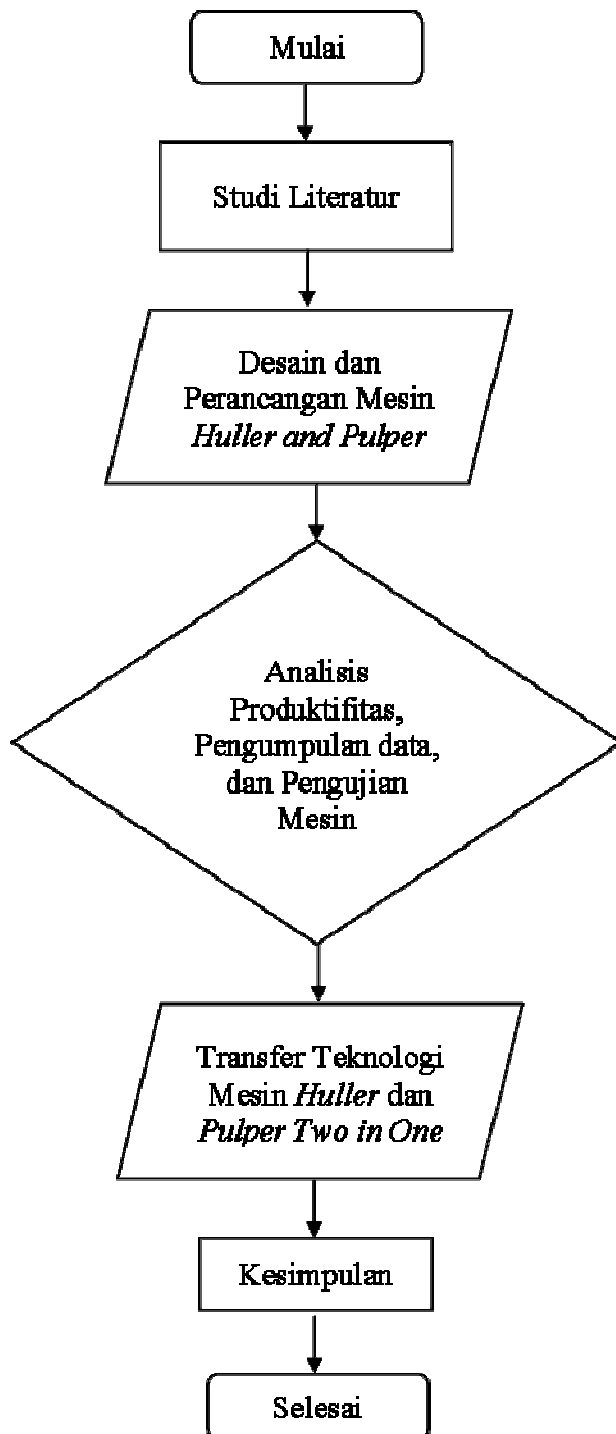 Mulai
Studi Literatur
Desain dan
Perancangan Mesin
Huller and Pulper
Analisis
Produktifitas,
Pengumpulan data,
dan Pengujian
Mesin
Transfer Teknologi
Mesin Huller dan
Pulper Two in One
Kesimpulan
Selesai